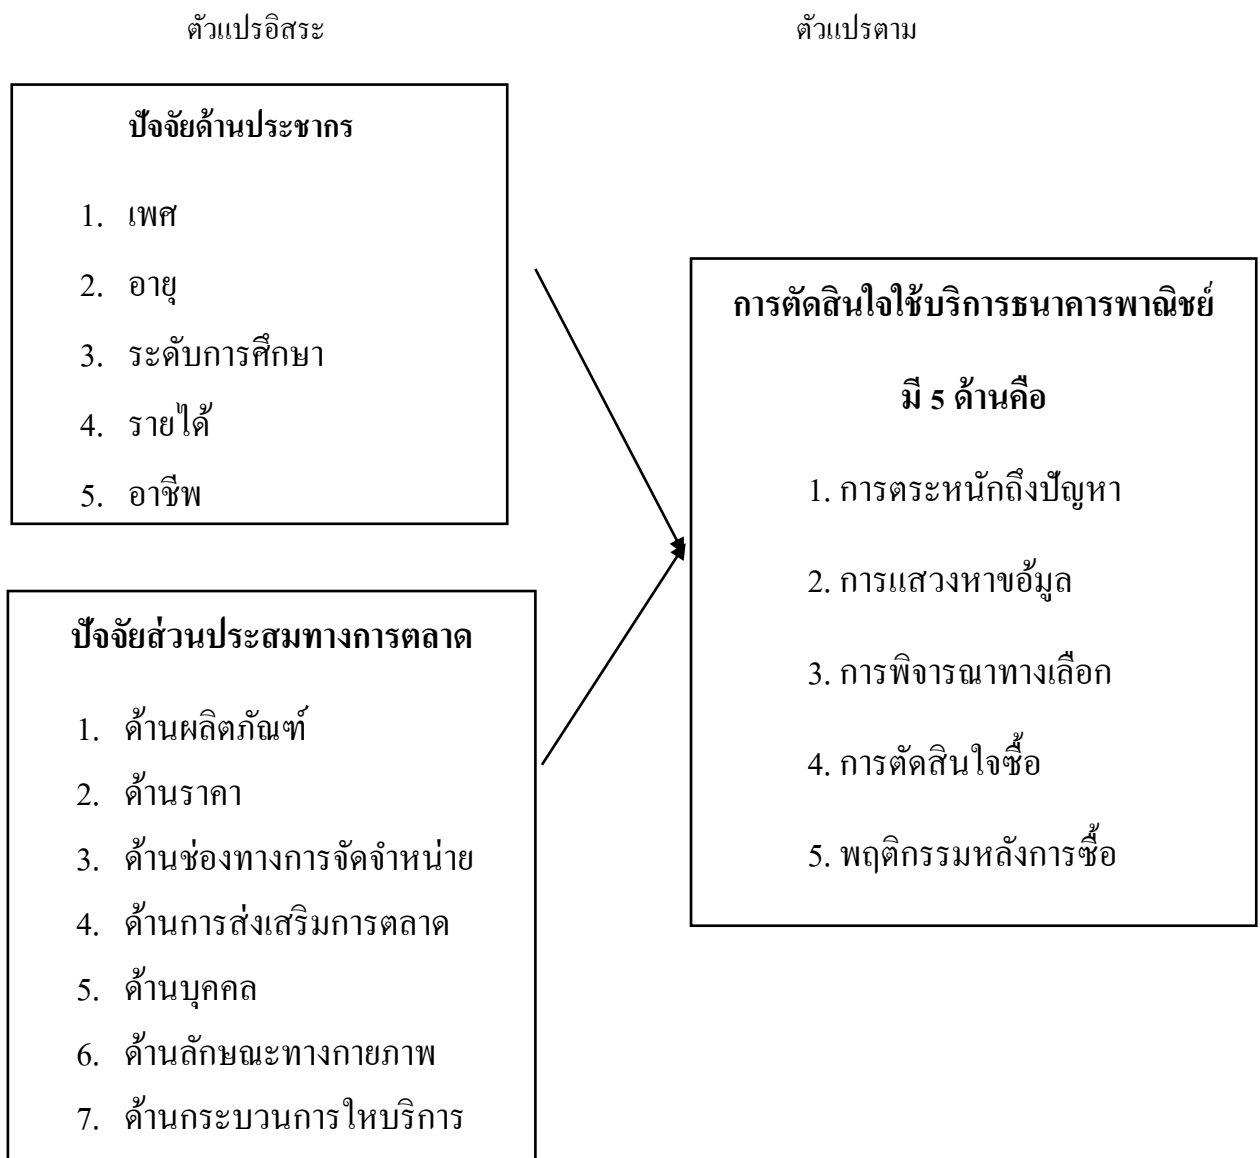 ตัวแปรอิสระ
ตัวแปรตาม
ปัจจัยด้านประชากร
1. เพศ
2. อายุ
3. ระดับการศึกษา
4. รายได้
5. อาชีพ
ปัจจัยส่วนประสมทางการตลาด
1. ด้านผลิตภัณฑ์
2. ด้านราคา
3. ด้านช่องทางการจัดจำหน่าย
4. ด้านการส่งเสริมการตลาด
5. ด้านบุคคล
6. ด้านลักษณะทางกายภาพ
7. ด้านกระบวนการใหบริการ
การตัดสินใจใช้บริการธนาคารพาณิชย์
มี 5 ด้านคือ
1. การตระหนักถึงปัญหา
2. การแสวงหาขอ้มูล
3. การพิจารณาทางเลือก
4. การตัดสินใจซื้อ
5. พฤติกรรมหลังการซื้อ